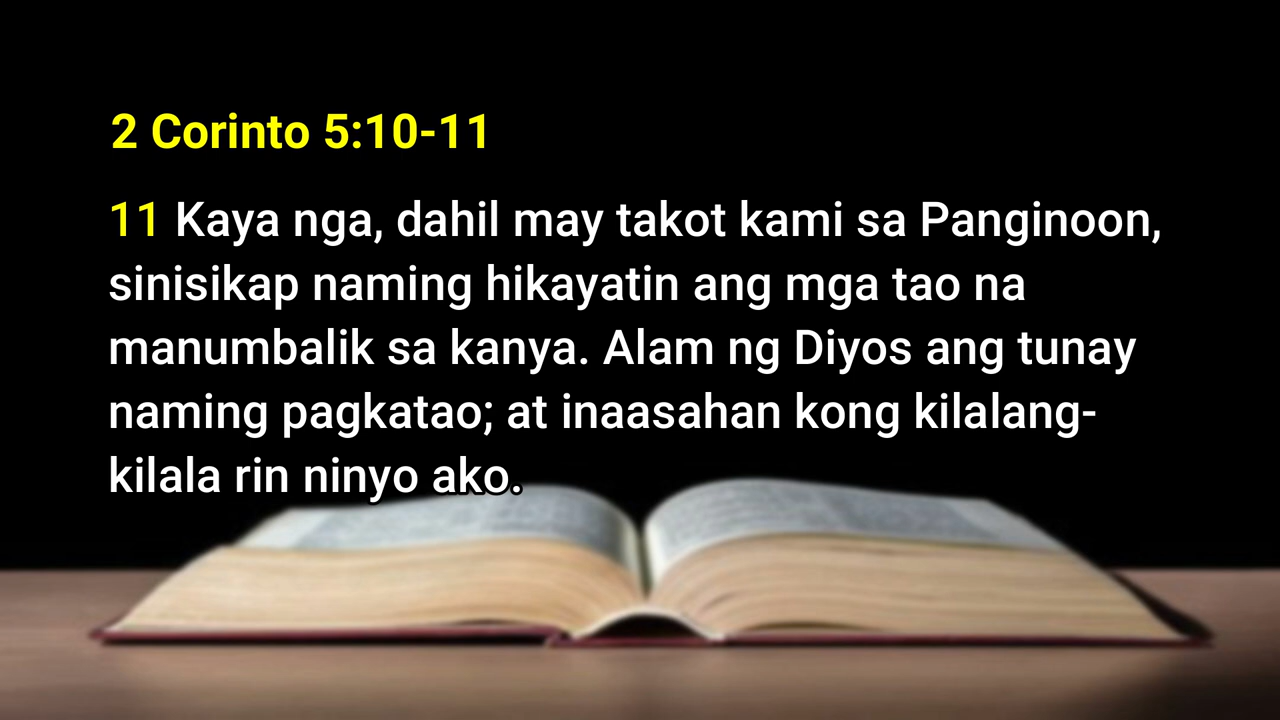 2 Corinto 5:10-11
11 Kaya nga, dahil may takot kami sa Panginoon,
sinisikap naming hikayatin ang mga tao na
manumbalik sa kanya. Alam ng Diyos ang tunay
naming pagkatao; at inaasahan kong kilalang-
kilala rin ninyo ako.